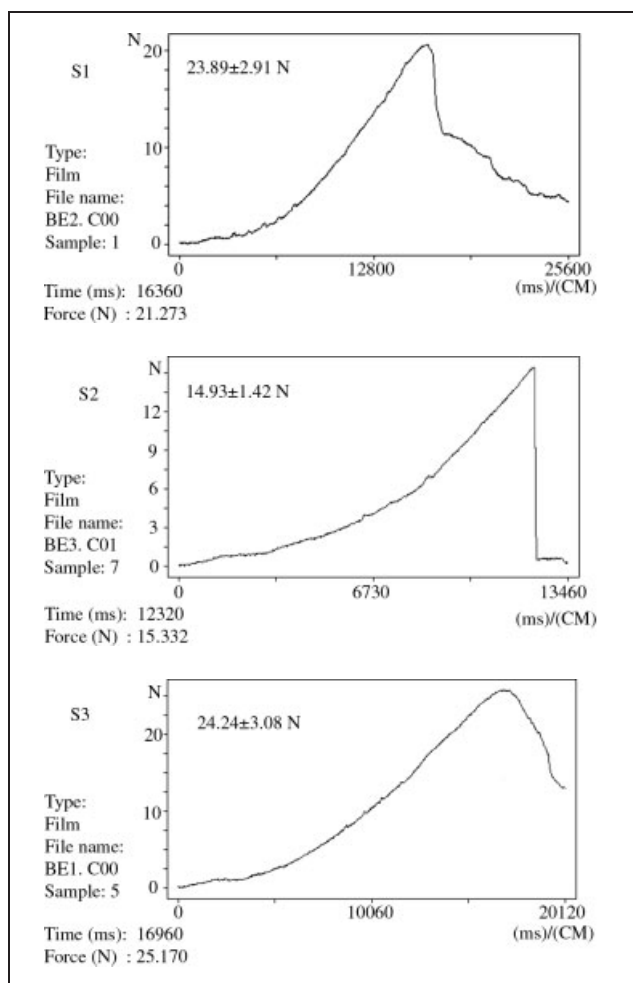 N
S1
23.89±2.91 N
20
10
0
Type:
Film
File name:
BE2. C00
Sample: 1
0 12800 25600
(ms)/(CM)
Time (ms): 16360
Force (N) : 21.273
N
S2
14.93±1.42 N
12
9
6
3
0
Type:
Film
File name:
BE3. C01
Sample: 7
0 6730 13460
(ms)/(CM)
Time (ms): 12320
Force (N) : 15.332
N
S3
24.24±3.08 N
20
10
0
Type:
Film
File name:
BE1. C00
Sample: 5
0 10060 20120
(ms)/(CM)
Time (ms): 16960
Force (N) : 25.170